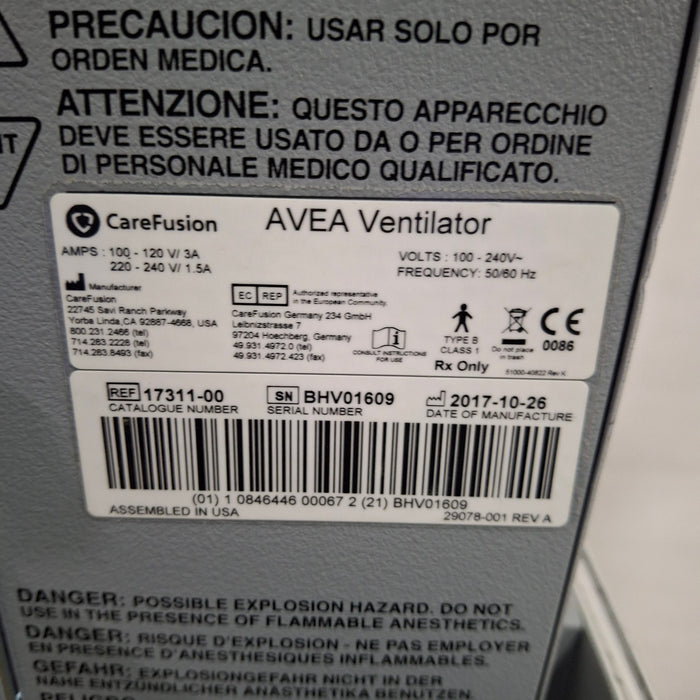 PRECAUCION: USAR SOLO POR
ORDEN MEDICA.
ATTENZIONE: QUESTO APPARECCHIO
DEVE ESSERE USATO DA O PER ORDINE
DI PERSONALE MEDICO QUALIFICATO.
CareFusion AVEA Ventilator
AMPS : 100 - 120 V/ 3A
220 - 240 V/ 1.5A
VOLTS : 100 - 240V~
FREQUENCY: 50/60 Hz
Manufacturer
CareFusion
22745 Savi Ranch Parkway
Yorba Linda,CA 92887-4668, USA
800.231.2466 (tel)
714.283.2228 (tel)
714.283.8493 (fax)
EC REP Authorized representative
in the European Community.
CareFusion Germany 234 GmbH
Leibnizstrasse 7
97204 Hoechberg, Germany
49.931.4972.0 (tel)
49.931.4972.423 (fax)
CONSULT INSTRUCTIONS
FOR USE
TYPE B
CLASS 1
Rx Only
Do not place
in trash
CE
0086
51000-40822 Rev K
REF 17311-00
CATALOGUE NUMBER
SN BHV01609
SERIAL NUMBER
2017-10-26
DATE OF MANUFACTURE
(01) 1 0846446 00067 2 (21) BHV01609
ASSEMBLED IN USA
29078-001 REV A
DANGER: POSSIBLE EXPLOSION HAZARD. DO NOT
USE IN THE PRESENCE OF FLAMMABLE ANESTHETICS.
DANGER: RISQUE D'EXPLOSION - NE PAS EMPLOYER
EN PRESENCE D'ANESTHESIQUES INFLAMMABLES.
GEFAHR: EXPLOSIONGEFAHR NICHT IN DER
NAHE ENTZÜNDLICHER ANÄSTHETIKA BENUTZEN.